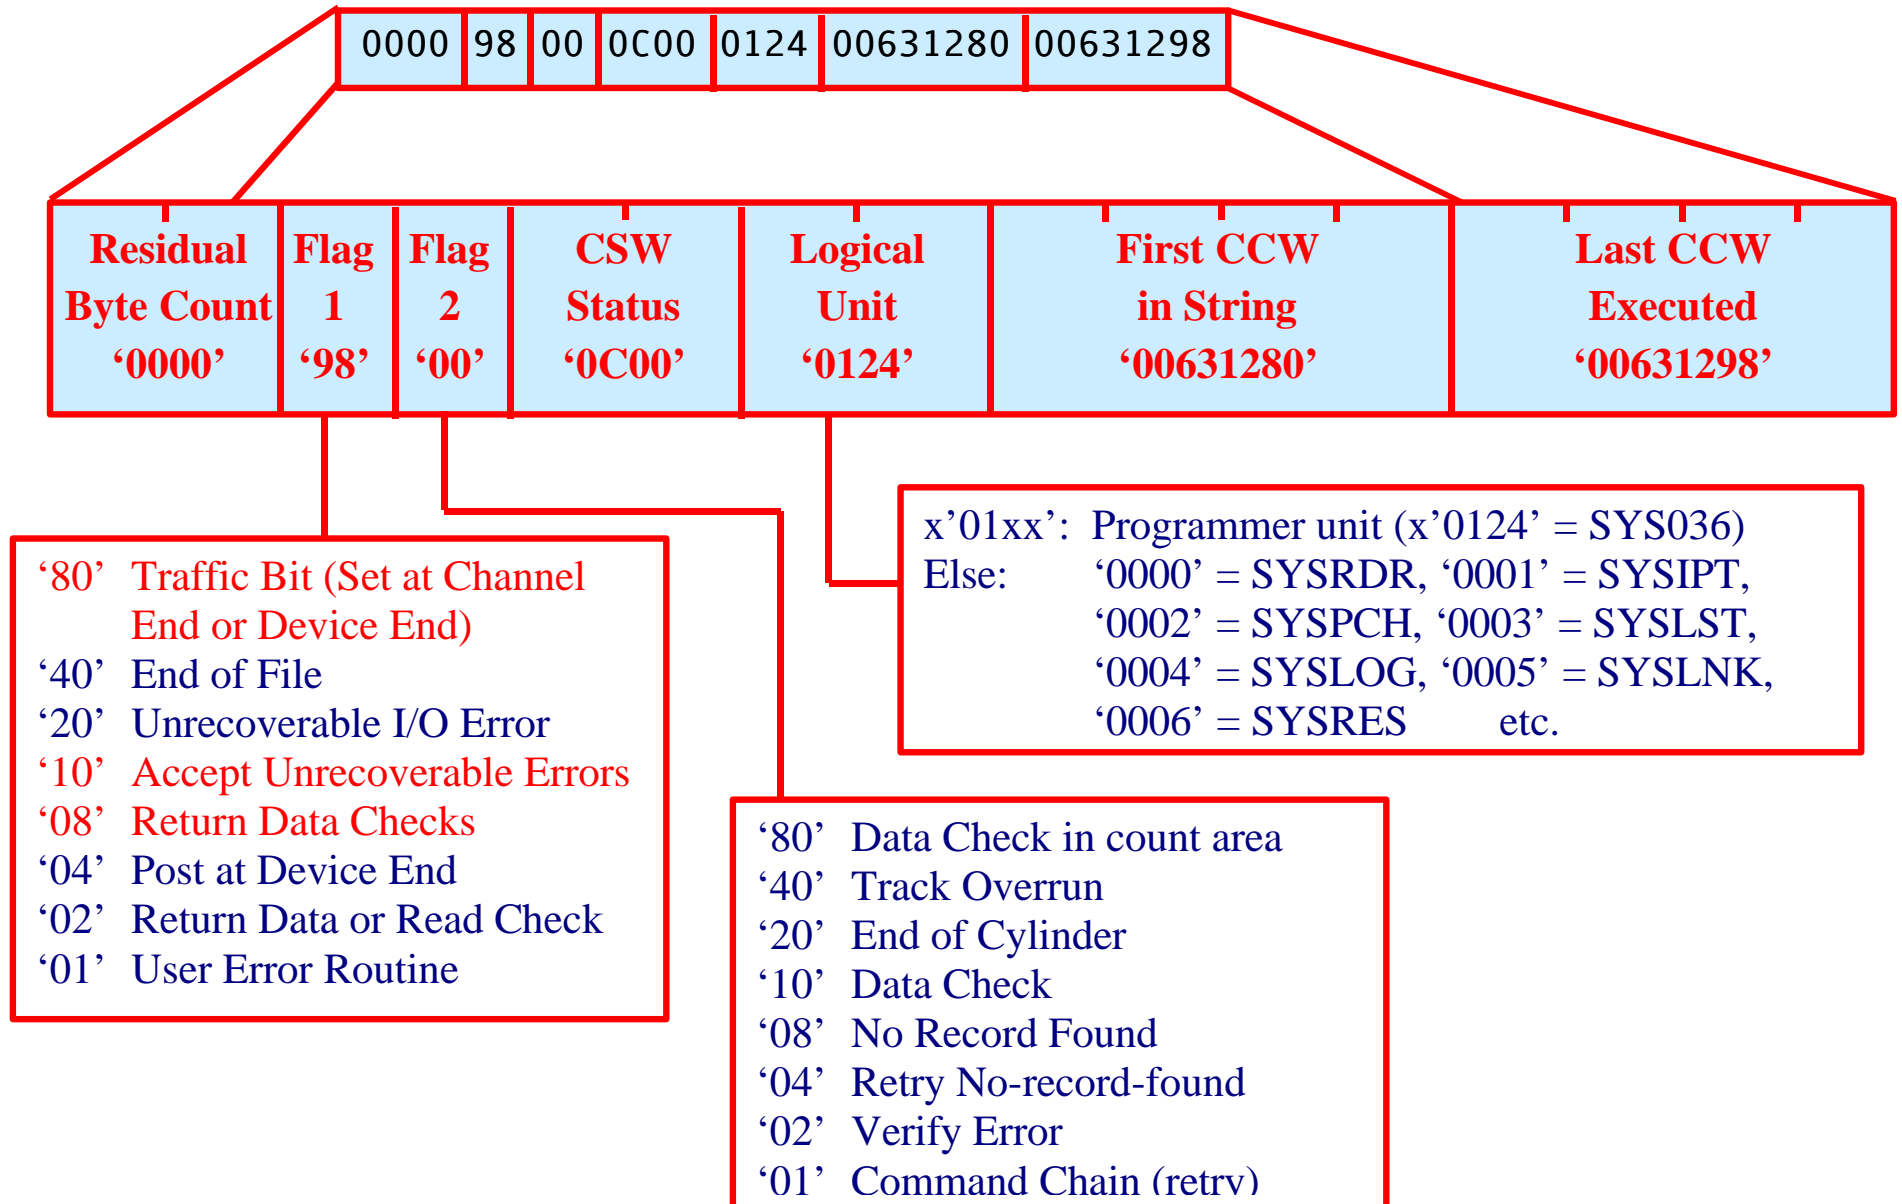 0000 98 00 0C00 0124 00631280 00631298
Residual Byte Count ‘0000’
Flag 1 ‘98’
Flag 2 ‘00’
CSW Status ‘0C00’
Logical Unit ‘0124’
First CCW in String ‘00631280’
Last CCW Executed ‘00631298’
‘80’ Traffic Bit (Set at Channel
End or Device End)
‘40’ End of File
‘20’ Unrecoverable I/O Error
‘10’ Accept Unrecoverable Errors
‘08’ Return Data Checks
‘04’ Post at Device End
‘02’ Return Data or Read Check
‘01’ User Error Routine
x’01xx’: Programmer unit (x’0124’ = SYS036)
Else: ‘0000’ = SYSRDR, ‘0001’ = SYSIPT,
‘0002’ = SYSPCH, ‘0003’ = SYSLST,
‘0004’ = SYSLOG, ‘0005’ = SYSLNK,
‘0006’ = SYSRES etc.
‘80’ Data Check in count area
‘40’ Track Overrun
‘20’ End of Cylinder
‘10’ Data Check
‘08’ No Record Found
‘04’ Retry No-record-found
‘02’ Verify Error
‘01’ Command Chain (retry)